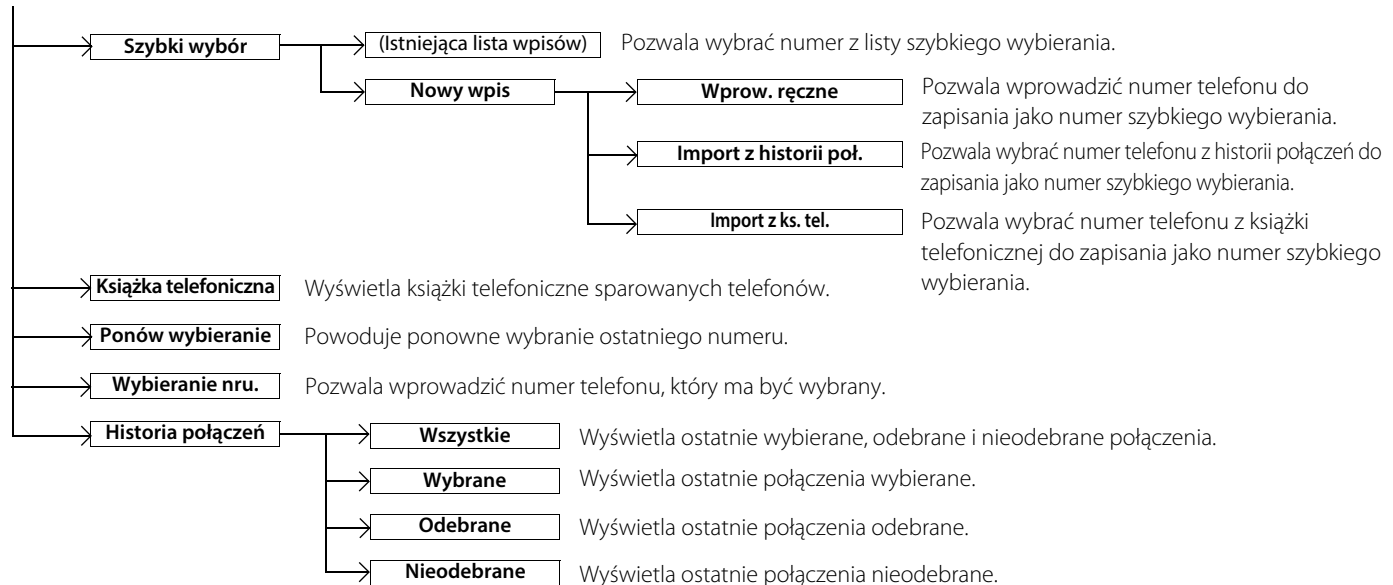 Szybki wybór
(Istniejąca lista wpisów)
Pozwala wybrać numer z listy szybkiego wybierania.
Nowy wpis
Wprow. ręczne
Pozwala wprowadzić numer telefonu do
zapisania jako numer szybkiego wybierania.
Import z historii poł.
Pozwala wybrać numer telefonu z historii połączeń do
zapisania jako numer szybkiego wybierania.
Import z ks. tel.
Pozwala wybrać numer telefonu z książki
telefonicznej do zapisania jako numer szybkiego
wybierania.
Książka telefoniczna
Wyświetla książki telefoniczne sparowanych telefonów.
Ponów wybieranie
Powoduje ponowne wybranie ostatniego numeru.
Wybieranie nru.
Pozwala wprowadzić numer telefonu, który ma być wybrany.
Historia połączeń
Wszystkie
Wyświetla ostatnie wybierane, odebrane i nieodebrane połączenia.
Wybrane
Wyświetla ostatnie połączenia wybierane.
Odebrane
Wyświetla ostatnie połączenia odebrane.
Nieodebrane
Wyświetla ostatnie połączenia nieodebrane.